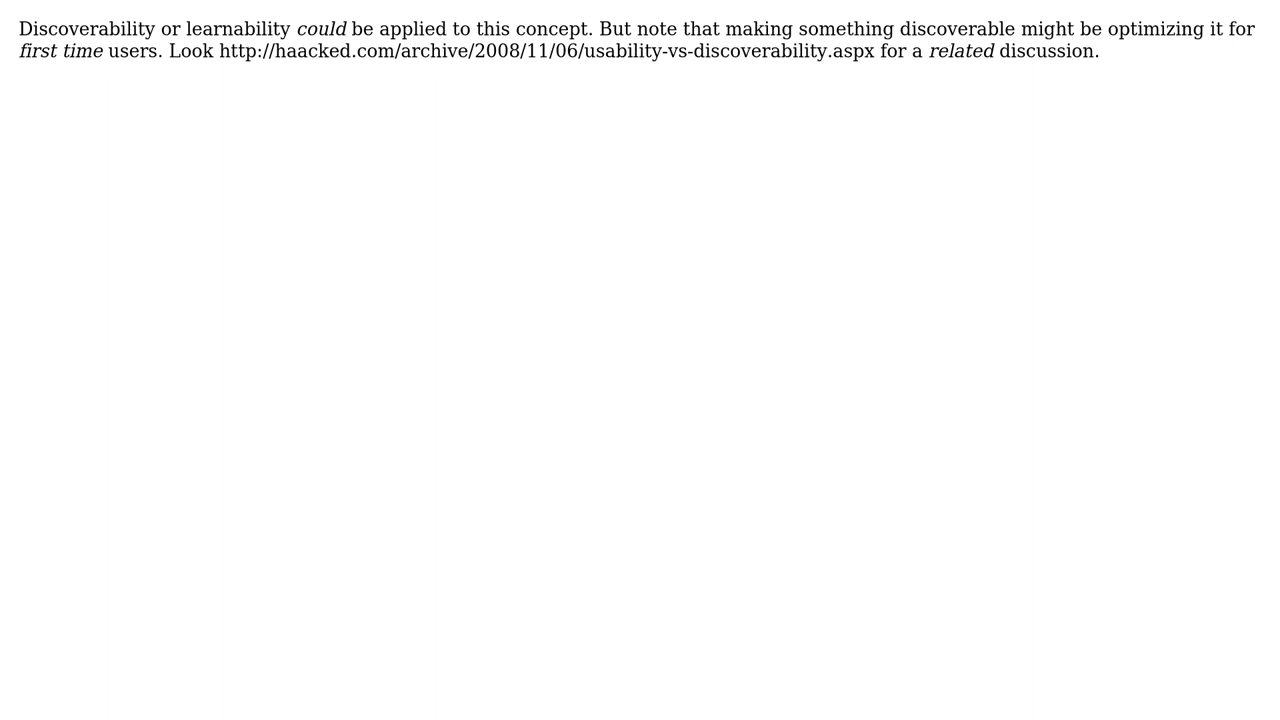 Discoverability or learnability could be applied to this concept. But note that making something discoverable might be optimizing it for
first time users. Look http://haacked.com/archive/2008/11/06/usability-vs-discoverability.aspx for a related discussion.